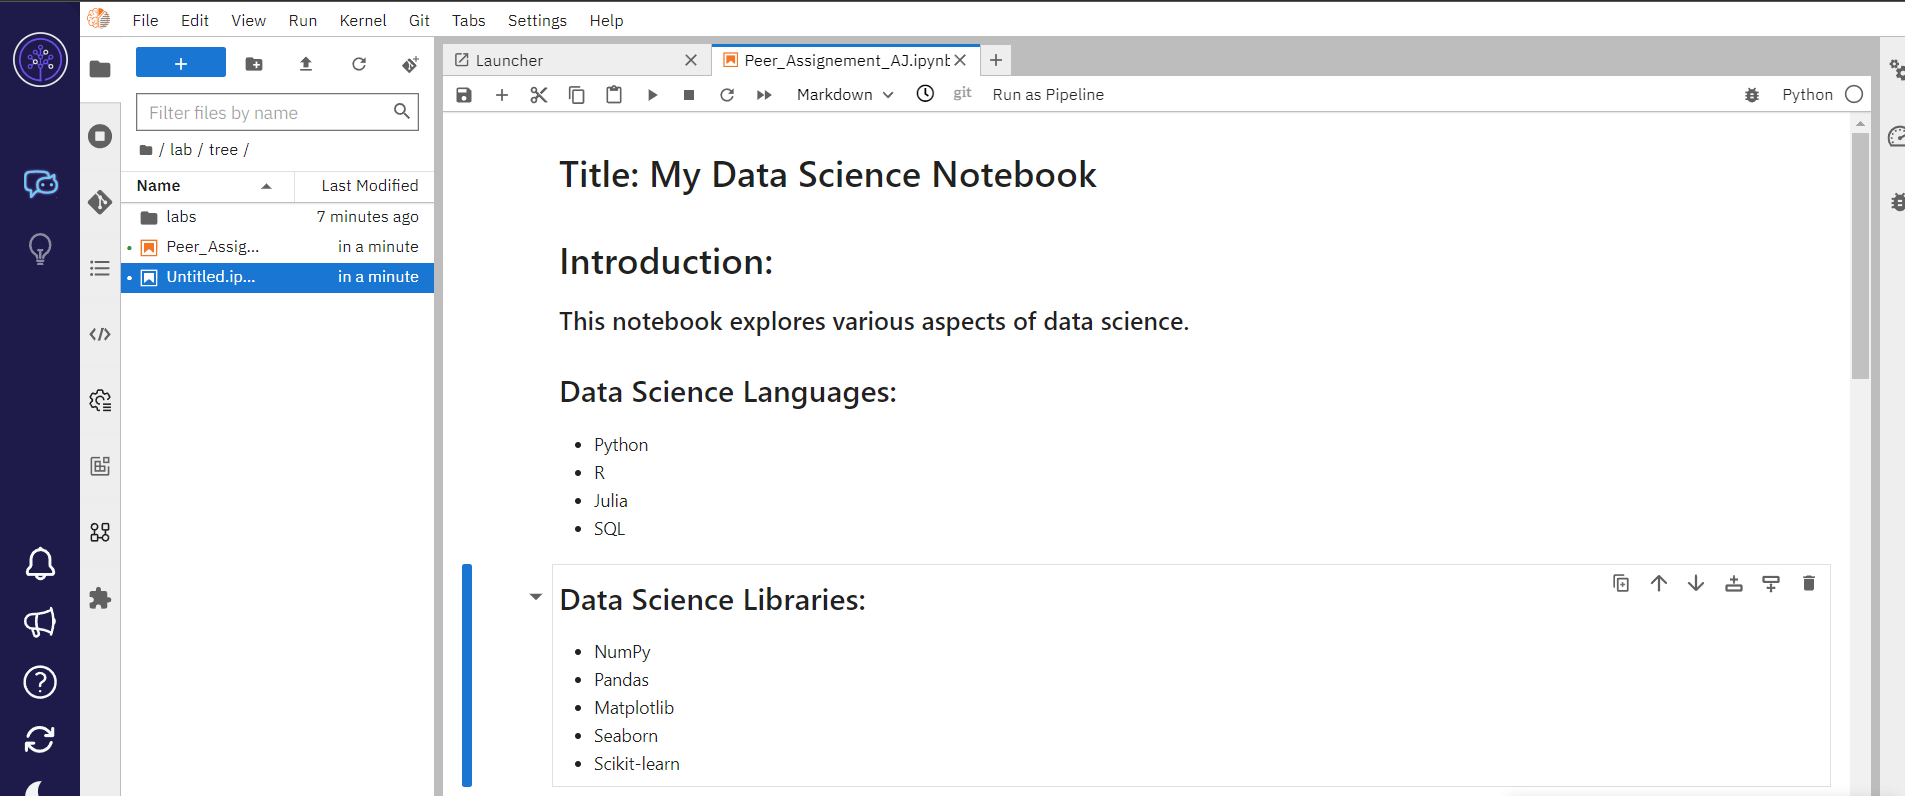 File Edit View Run Kernel Git Tabs Settings Help
+
Filter files by name
/ lab / tree /
Name Last Modified
labs 7 minutes ago
Peer_Assig... in a minute
Untitled.ip... in a minute
Launcher
Peer_Assignement_AJ.ipynb
Markdown git Run as Pipeline Python
Title: My Data Science Notebook
Introduction:
This notebook explores various aspects of data science.
Data Science Languages:
• Python
• R
• Julia
• SQL
Data Science Libraries:
• NumPy
• Pandas
• Matplotlib
• Seaborn
• Scikit-learn